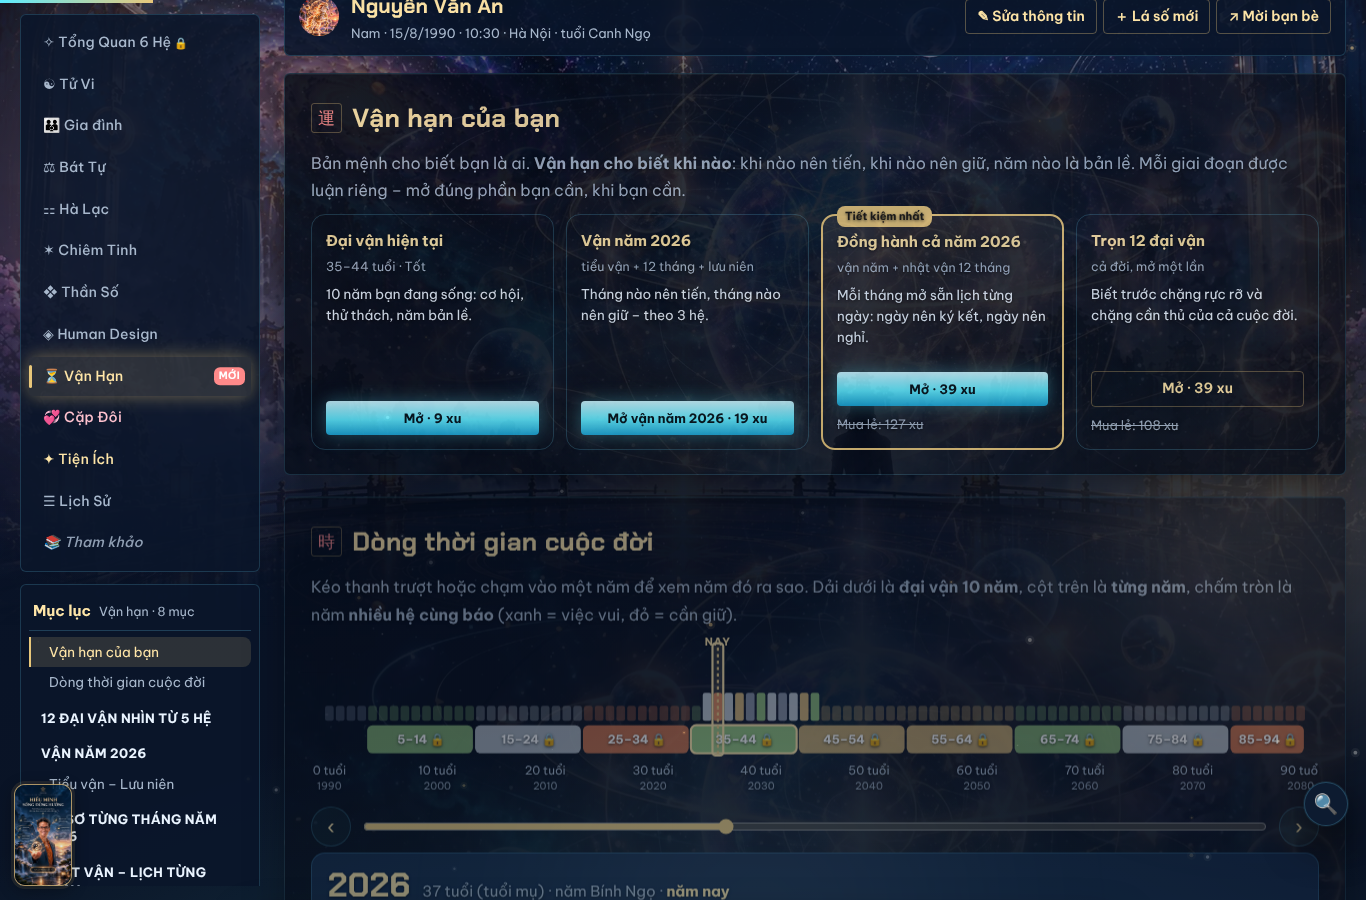 Nguyễn Văn An
Nam · 15/8/1990 · 10:30 · Hà Nội · tuổi Canh Ngọ
✎ Sửa thông tin
+ Lá số mới
↗ Mời bạn bè
✧ Tổng Quan 6 Hệ 🔒
☯ Tử Vi
👪 Gia đình
⚖ Bát Tự
⚏ Hà Lạc
✶ Chiêm Tinh
❖ Thần Số
◈ Human Design
⏳ Vận Hạn MỚI
💞 Cặp Đôi
✦ Tiện Ích
☰ Lịch Sử
📚 Tham khảo
Mục lục Vận hạn · 8 mục
Vận hạn của bạn
Dòng thời gian cuộc đời
12 ĐẠI VẬN NHÌN TỪ 5 HỆ
VẬN NĂM 2026
Tiểu vận – Lưu niên
SƠ TỪNG THÁNG NĂM
VẬN – LỊCH TỪNG
HIỂU MÌNH
運 Vận hạn của bạn
Bản mệnh cho biết bạn là ai. Vận hạn cho biết khi nào: khi nào nên tiến, khi nào nên giữ, năm nào là bản lề. Mỗi giai đoạn được
luận riêng – mở đúng phần bạn cần, khi bạn cần.
Đại vận hiện tại
35–44 tuổi · Tốt
10 năm bạn đang sống: cơ hội,
thử thách, năm bản lề.
Mở · 9 xu
Vận năm 2026
tiểu vận + 12 tháng + lưu niên
Tháng nào nên tiến, tháng nào
nên giữ – theo 3 hệ.
Mở vận năm 2026 · 19 xu
Tiết kiệm nhất
Đồng hành cả năm 2026
vận năm + nhật vận 12 tháng
Mỗi tháng mở sẵn lịch từng
ngày: ngày nên ký kết, ngày nên
nghỉ.
Mở · 39 xu
Mua lẻ: 127 xu
Trọn 12 đại vận
cả đời, mở một lần
Biết trước chặng rực rỡ và
chặng cần thủ của cả cuộc đời.
Mở · 39 xu
Mua lẻ: 108 xu
時 Dòng thời gian cuộc đời
Kéo thanh trượt hoặc chạm vào một năm để xem năm đó ra sao. Dải dưới là đại vận 10 năm, cột trên là từng năm, chấm tròn là
năm nhiều hệ cùng báo (xanh = việc vui, đỏ = cần giữ).
NAY
5–14 🔒 15–24 🔒 25–34 🔒 35–44 🔒 45–54 🔒 55–64 🔒 65–74 🔒 75–84 🔒 85–94 🔒
0 tuổi 10 tuổi 20 tuổi 30 tuổi 40 tuổi 50 tuổi 60 tuổi 70 tuổi 80 tuổi 90 tuổ
1990 2000 2010 2020 2030 2040 2050 2060 2070 2080
‹ ›
2026 37 tuổi (tuổi mụ) · năm Bính Ngọ · năm nay